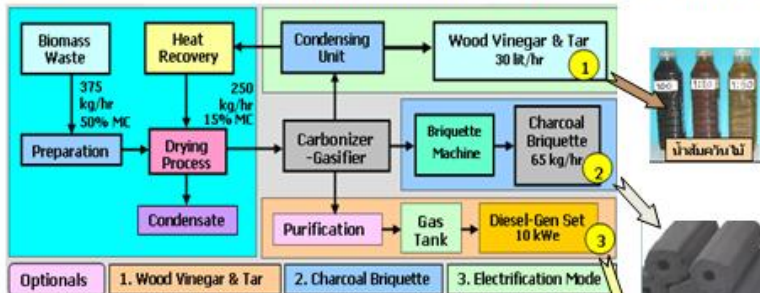 Biomass
Waste
Heat
Recovery
Condensing
Unit
Wood Vinegar & Tar
30 lit/hr
1
375
kg/hr
50% MC
250
kg/hr
15% MC
Preparation
Drying
Process
Carbonizer
-Gasifier
Briquette
Machine
Charcoal
Briquette
65 kg/hr
2
Condensate
Purification
Gas
Tank
Diesel-Gen Set
10 kWe
3
Optionals
1. Wood Vinegar & Tar
2. Charcoal Briquette
3. Electrification Mode
100
1:50
น้ำส้มควันไม้